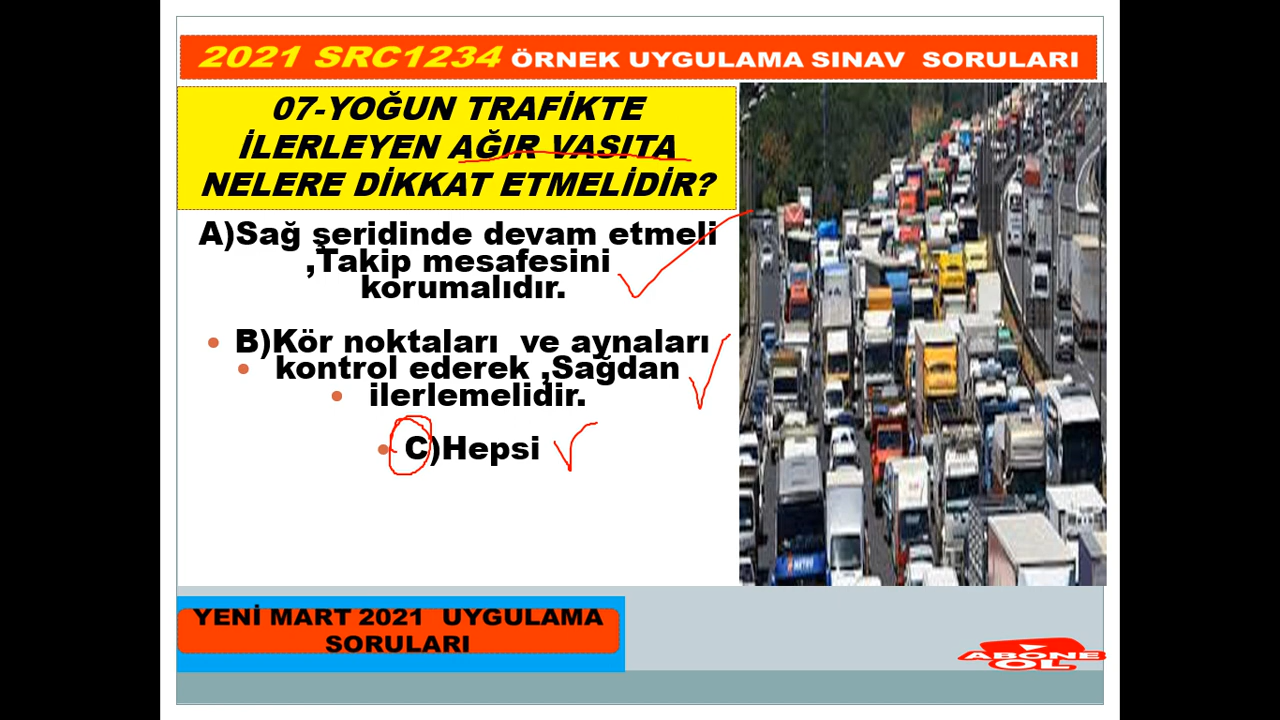 2021 SRC1234 ÖRNEK UYGULAMA SINAV SORULARI
07-YOĞUN TRAFİKTE
İLERLEYEN AĞIR VASITA
NELERE DİKKAT ETMELİDİR?
A)Sağ şeridinde devam etmeli
,Takip mesafesini
korumalıdır.
• B)Kör noktaları ve aynaları
• kontrol ederek ,Sağdan
• ilerlemelidir.
• C)Hepsi
YENİ MART 2021 UYGULAMA
SORULARI
ABONE
OL